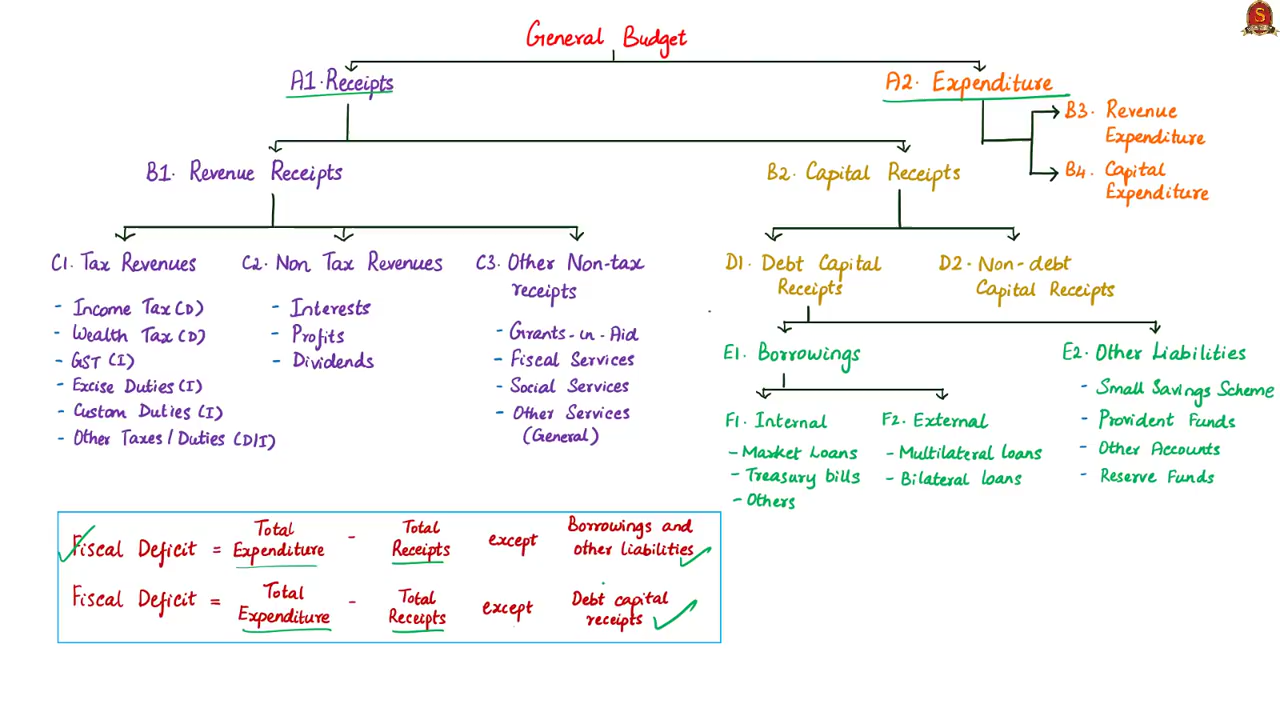 General Budget
A1. Receipts
A2. Expenditure
B3. Revenue
Expenditure
B4. Capital
Expenditure
B1. Revenue Receipts
B2. Capital Receipts
C1. Tax Revenues
- Income Tax (D)
- Wealth Tax (D)
- GST (I)
- Excise Duties (I)
- Custom Duties (I)
- Other Taxes / Duties (D/I)
C2. Non Tax Revenues
- Interests
- Profits
- Dividends
C3. Other Non-tax
receipts
- Grants-in-Aid
- Fiscal Services
- Social Services
- Other Services
(General)
D1. Debt Capital
Receipts
D2. Non-debt
Capital Receipts
E1. Borrowings
E2. Other Liabilities
- Small Savings Scheme
- Provident Funds
- Other Accounts
- Reserve Funds
F1. Internal
- Market Loans
- Treasury bills
- Others
F2. External
- Multilateral loans
- Bilateral loans
Fiscal Deficit = Total Expenditure - Total Receipts except Borrowings and other liabilities
Fiscal Deficit = Total Expenditure - Total Receipts except Debt capital receipts
S